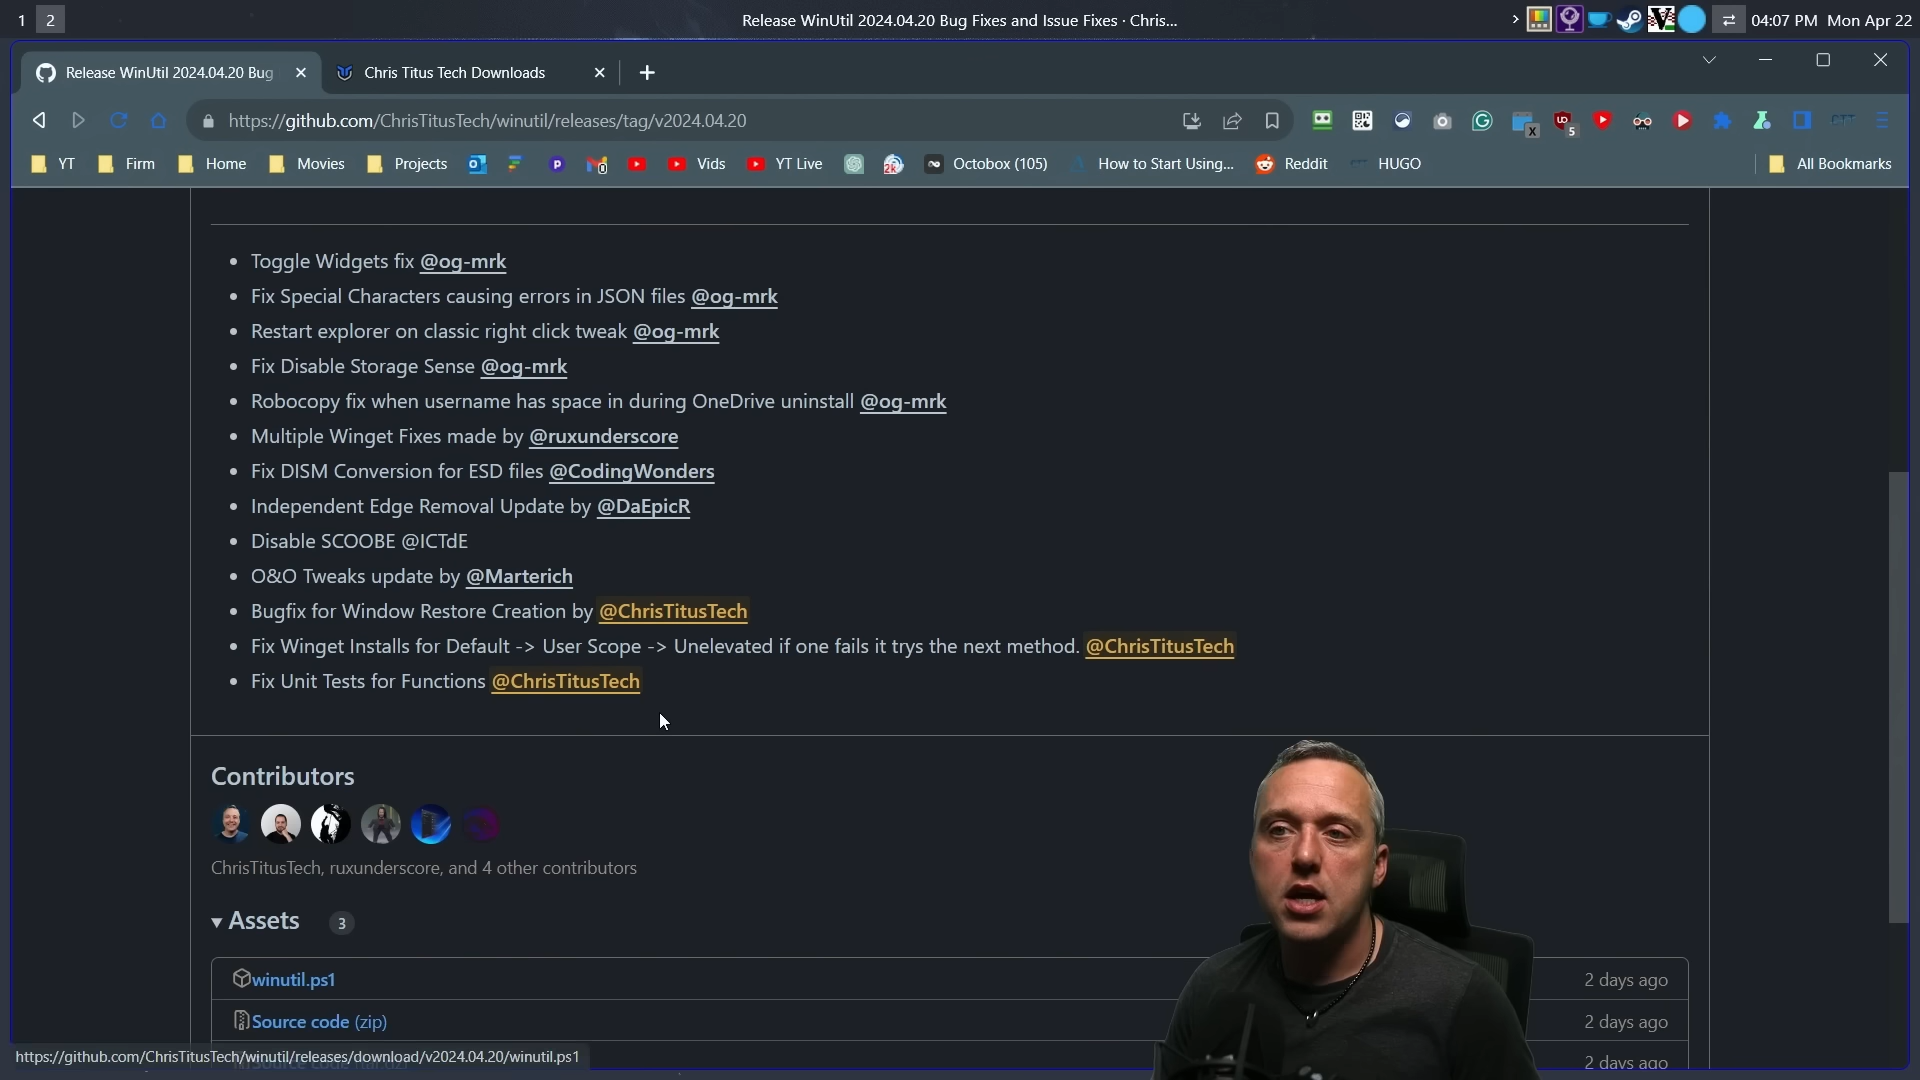 1 2 Release WinUtil 2024.04.20 Bug Fixes and Issue Fixes · Chris... 04:07 PM Mon Apr 22
Release WinUtil 2024.04.20 Bug Chris Titus Tech Downloads
https://github.com/ChrisTitusTech/winutil/releases/tag/v2024.04.20
YT Firm Home Movies Projects Vids YT Live Octobox (105) How to Start Using... Reddit HUGO All Bookmarks
Toggle Widgets fix @og-mrk
Fix Special Characters causing errors in JSON files @og-mrk
Restart explorer on classic right click tweak @og-mrk
Fix Disable Storage Sense @og-mrk
Robocopy fix when username has space in during OneDrive uninstall @og-mrk
Multiple Winget Fixes made by @ruxunderscore
Fix DISM Conversion for ESD files @CodingWonders
Independent Edge Removal Update by @DaEpicR
Disable SCOOBE @ICTdE
O&O Tweaks update by @Marterich
Bugfix for Window Restore Creation by @ChrisTitusTech
Fix Winget Installs for Default -> User Scope -> Unelevated if one fails it trys the next method. @ChrisTitusTech
Fix Unit Tests for Functions @ChrisTitusTech
Contributors
ChrisTitusTech, ruxunderscore, and 4 other contributors
Assets 3
winutil.ps1 2 days ago
Source code (zip) 2 days ago
2 days ago
https://github.com/ChrisTitusTech/winutil/releases/download/v2024.04.20/winutil.ps1